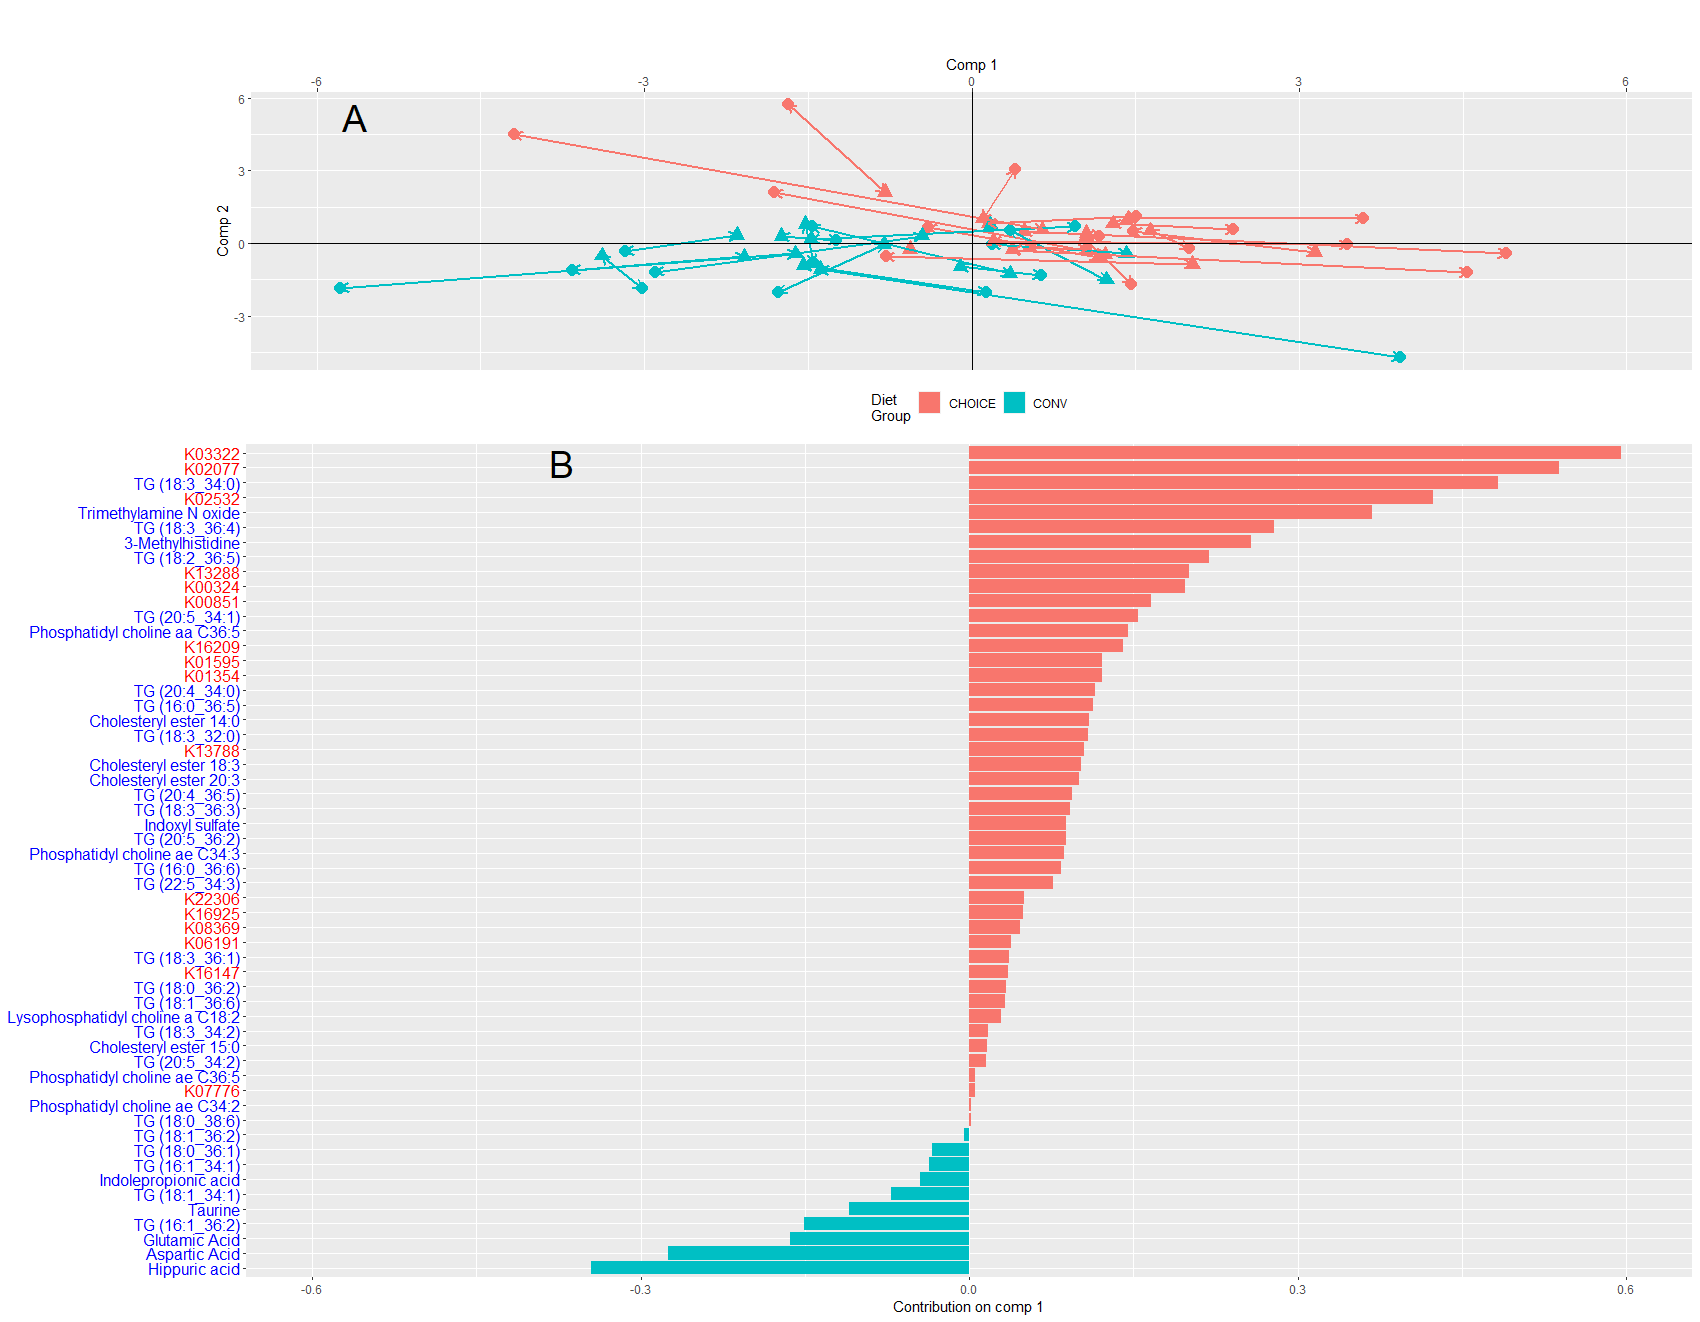 Comp 1
-6 -3 0 3 6
A
6
3
0
-3
Comp 2
Diet
Group CHOICE CONV
B
K03322
K02077
TG (18:3_34:0)
K02532
Trimethylamine N oxide
TG (18:3_36:4)
3-Methylhistidine
TG (18:2_36:5)
K13288
K00324
K00851
TG (20:5_34:1)
Phosphatidyl choline aa C36:5
K16209
K01595
K01354
TG (20:4_34:0)
TG (16:0_36:5)
Cholesteryl ester 14:0
TG (18:3_32:0)
K13788
Cholesteryl ester 18:3
Cholesteryl ester 20:3
TG (20:4_36:5)
TG (18:3_36:3)
Indoxyl sulfate
TG (20:5_36:2)
Phosphatidyl choline ae C34:3
TG (16:0_36:6)
TG (22:5_34:3)
K22306
K16925
K08369
K06191
TG (18:3_36:1)
K16147
TG (18:0_36:2)
TG (18:1_36:6)
Lysophosphatidyl choline a C18:2
TG (18:3_34:2)
Cholesteryl ester 15:0
TG (20:5_34:2)
Phosphatidyl choline ae C36:5
K07776
Phosphatidyl choline ae C34:2
TG (18:0_38:6)
TG (18:1_36:2)
TG (18:0_36:1)
TG (16:1_34:1)
Indolepropionic acid
TG (18:1_34:1)
Taurine
TG (16:1_36:2)
Glutamic Acid
Aspartic Acid
Hippuric acid
-0.6 -0.3 0.0 0.3 0.6
Contribution on comp 1